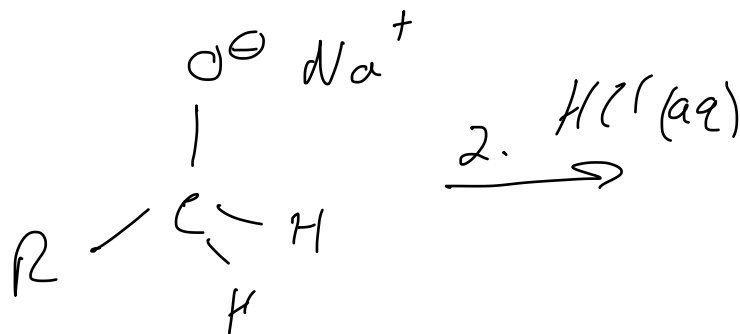 O⊖ Na+
2. HCl (aq)
R C H
H